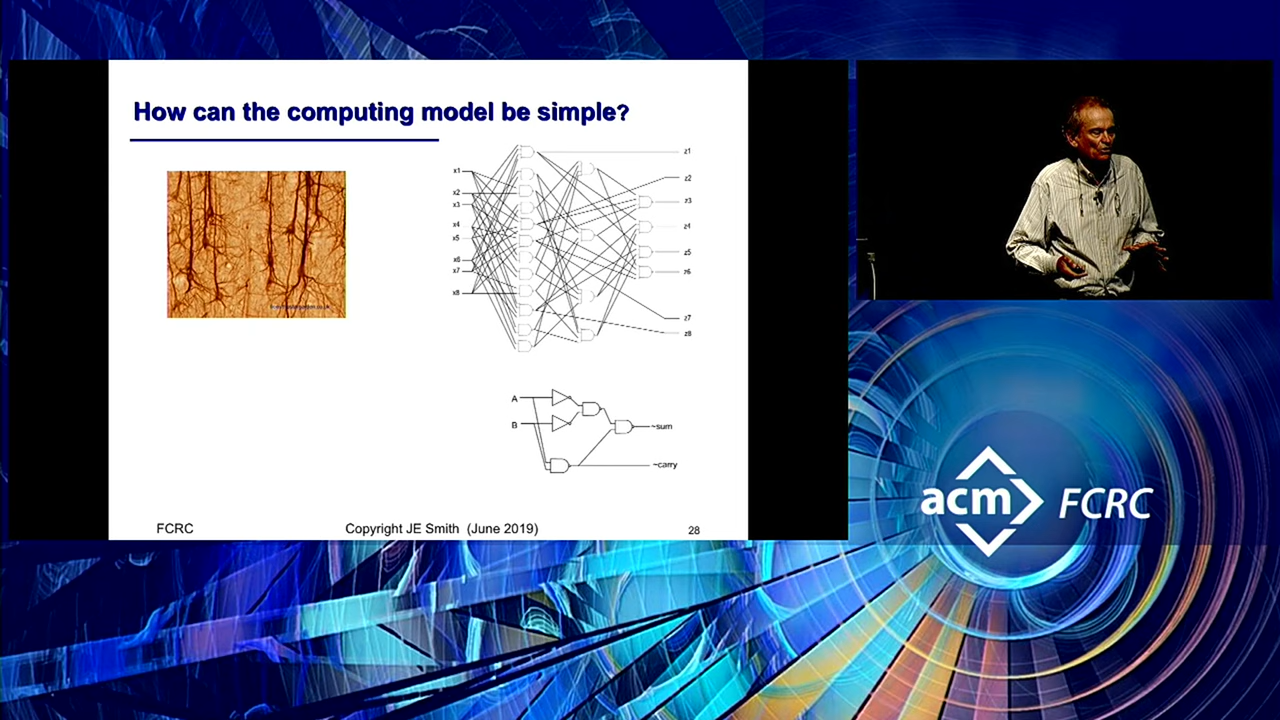 How can the computing model be simple?
x1
x2
x3
x4
x5
x6
x7
x8
z1
z2
z3
z4
z5
z6
z7
z8
A
B
~sum
~carry
FCRC
Copyright JE Smith (June 2019)
28
acm FCRC